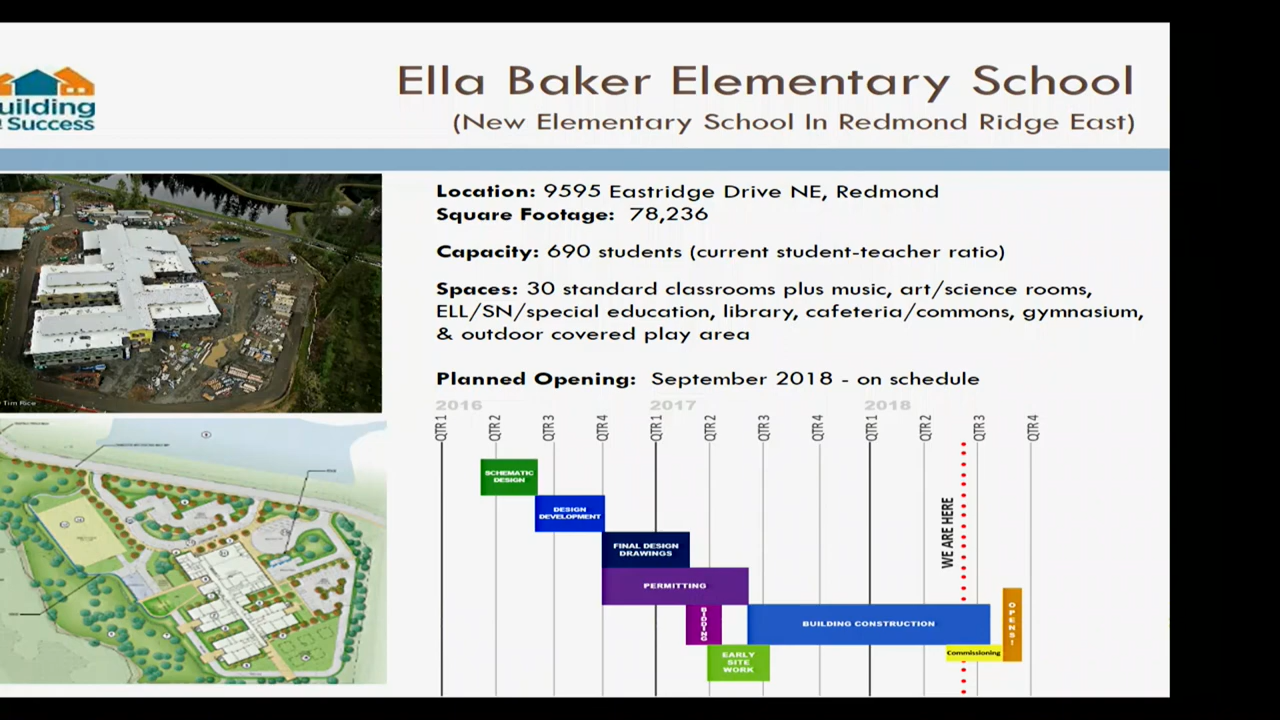 Ella Baker Elementary School
(New Elementary School In Redmond Ridge East)
uilding
Success
Location: 9595 Eastridge Drive NE, Redmond
Square Footage: 78,236
Capacity: 690 students (current student-teacher ratio)
Spaces: 30 standard classrooms plus music, art/science rooms,
ELL/SN/special education, library, cafeteria/commons, gymnasium,
& outdoor covered play area
Planned Opening: September 2018 - on schedule
Tim Rice
2016 2017 2018
QTR 1 QTR 2 QTR 3 QTR 4 QTR 1 QTR 2 QTR 3 QTR 4 QTR 1 QTR 2 QTR 3 QTR 4
SCHEMATIC
DESIGN
DESIGN
DEVELOPMENT
FINAL DESIGN
DRAWINGS
PERMITTING
BIDDING
EARLY
SITE
WORK
BUILDING CONSTRUCTION
WE ARE HERE
Commissioning
OPENS!